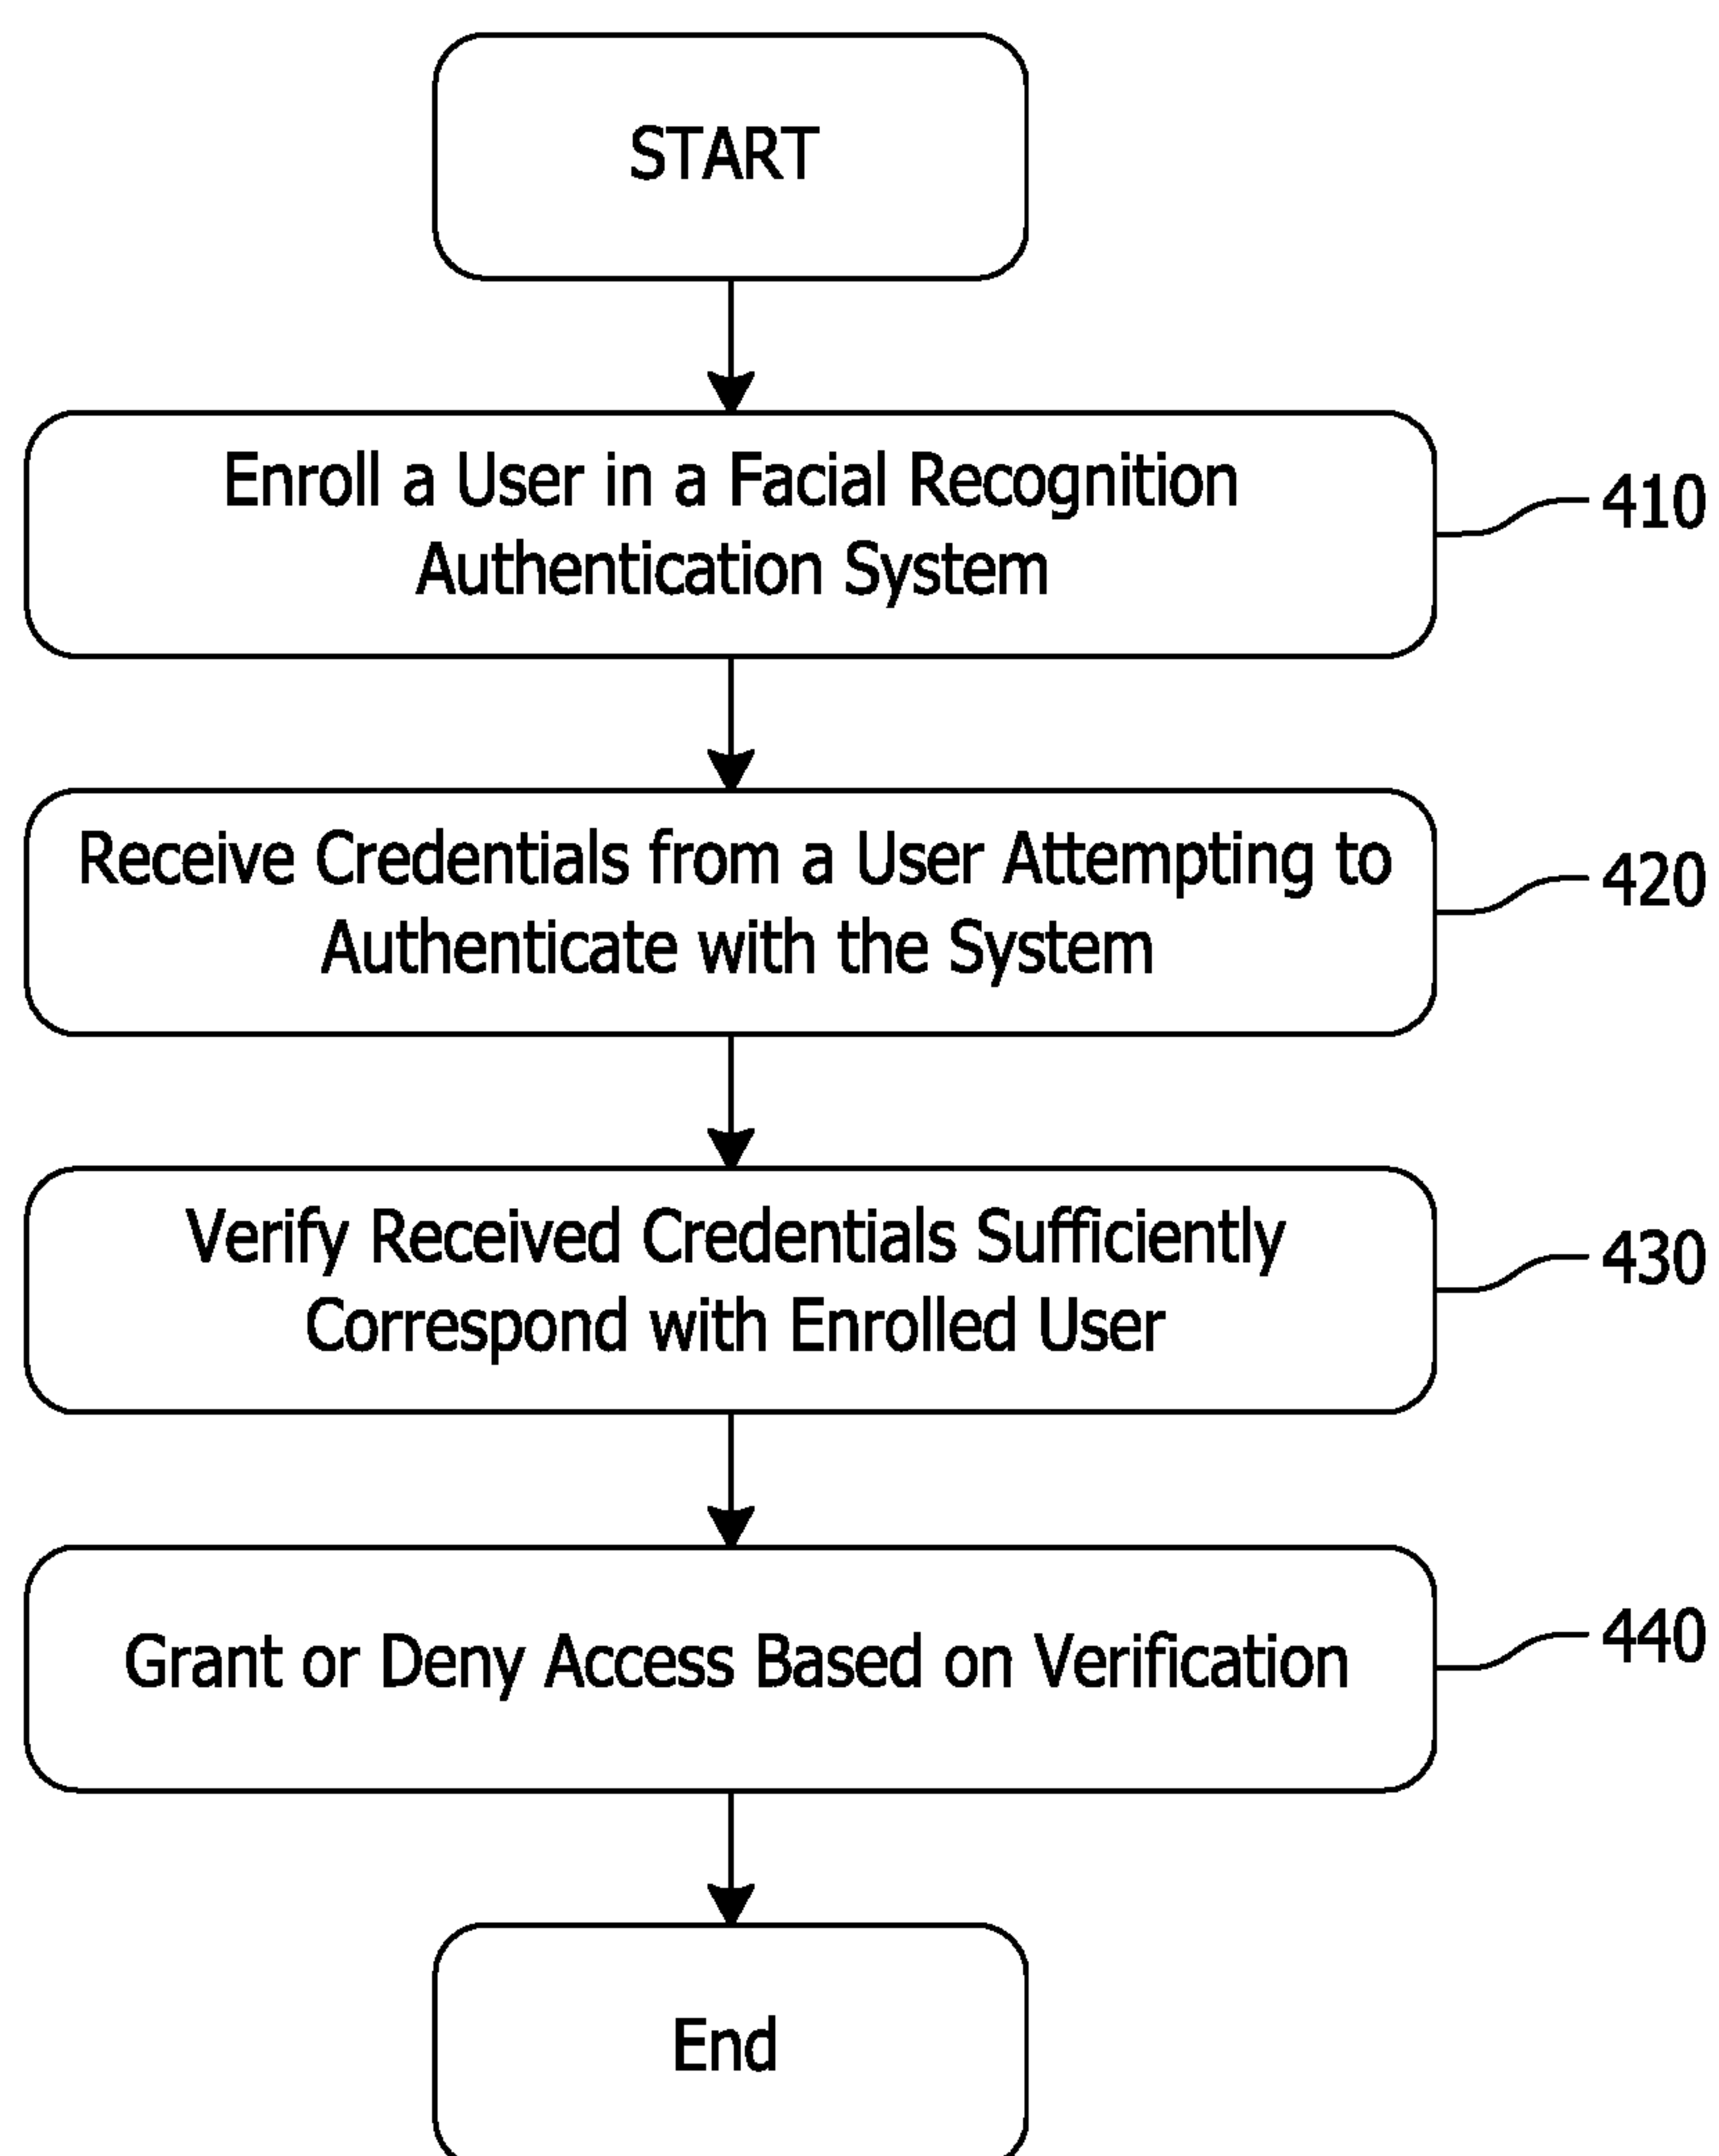 START
Enroll a User in a Facial Recognition
Authentication System
410
Receive Credentials from a User Attempting to
Authenticate with the System
420
Verify Received Credentials Sufficiently
Correspond with Enrolled User
430
Grant or Deny Access Based on Verification
440
End